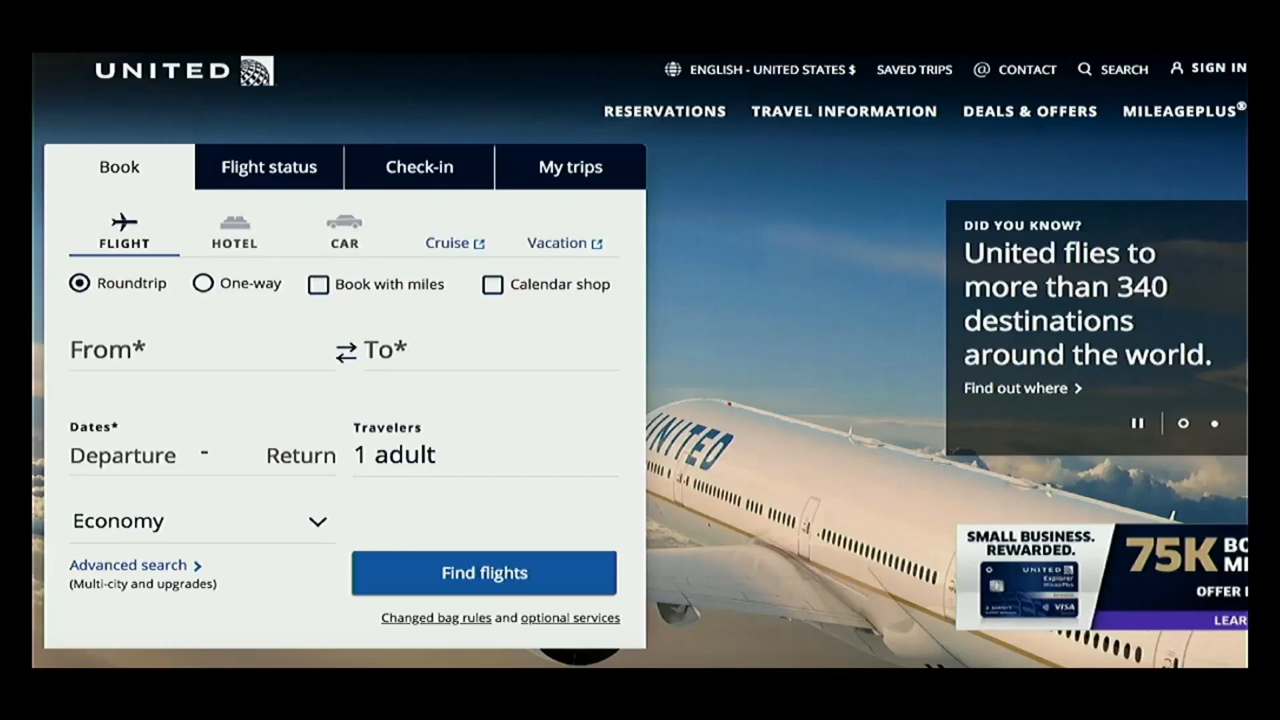 UNITED
ENGLISH - UNITED STATES $ SAVED TRIPS @ CONTACT SEARCH SIGN IN
RESERVATIONS TRAVEL INFORMATION DEALS & OFFERS MILEAGEPLUS®
Book Flight status Check-in My trips
FLIGHT HOTEL CAR Cruise Vacation
Roundtrip One-way Book with miles Calendar shop
From* To*
Dates* Travelers
Departure - Return 1 adult
Economy
Advanced search >
(Multi-city and upgrades)
Find flights
Changed bag rules and optional services
DID YOU KNOW?
United flies to
more than 340
destinations
around the world.
Find out where >
UNITED
SMALL BUSINESS.
REWARDED.
UNITED
Explorer
VISA
75K
OFFER
LEAR